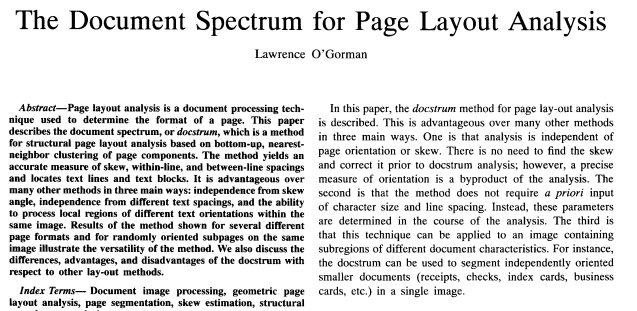 The Document Spectrum for Page Layout Analysis
Lawrence O'Gorman
Abstract—Page layout analysis is a document processing tech-
nique used to determine the format of a page. This paper
describes the document spectrum, or docstrum, which is a method
for structural page layout analysis based on bottom-up, nearest-
neighbor clustering of page components. The method yields an
accurate measure of skew, within-line, and between-line spacings
and locates text lines and text blocks. It is advantageous over
many other methods in three main ways: independence from skew
angle, independence from different text spacings, and the ability
to process local regions of different text orientations within the
same image. Results of the method shown for several different
page formats and for randomly oriented subpages on the same
image illustrate the versatility of the method. We also discuss the
differences, advantages, and disadvantages of the docstrum with
respect to other lay-out methods.
Index Terms— Document image processing, geometric page
layout analysis, page segmentation, skew estimation, structural
In this paper, the docstrum method for page lay-out analysis
is described. This is advantageous over many other methods
in three main ways. One is that analysis is independent of
page orientation or skew. There is no need to find the skew
and correct it prior to docstrum analysis; however, a precise
measure of orientation is a byproduct of the analysis. The
second is that the method does not require a priori input
of character size and line spacing. Instead, these parameters
are determined in the course of the analysis. The third is
that this technique can be applied to an image containing
subregions of different document characteristics. For instance,
the docstrum can be used to segment independently oriented
smaller documents (receipts, checks, index cards, business
cards, etc.) in a single image.